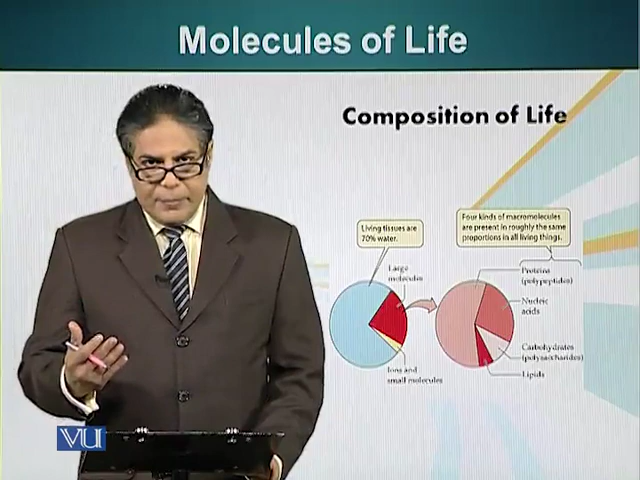 Molecules of Life
Composition of Life
Living tissues are
70% water.
Four kinds of macromolecules
are present in roughly the same
proportions in all living things.
Large
molecules
Proteins
(polypeptides)
Nucleic
acids
Carbohydrates
(polysaccharides)
Lipids
Ions and
small molecules
VU